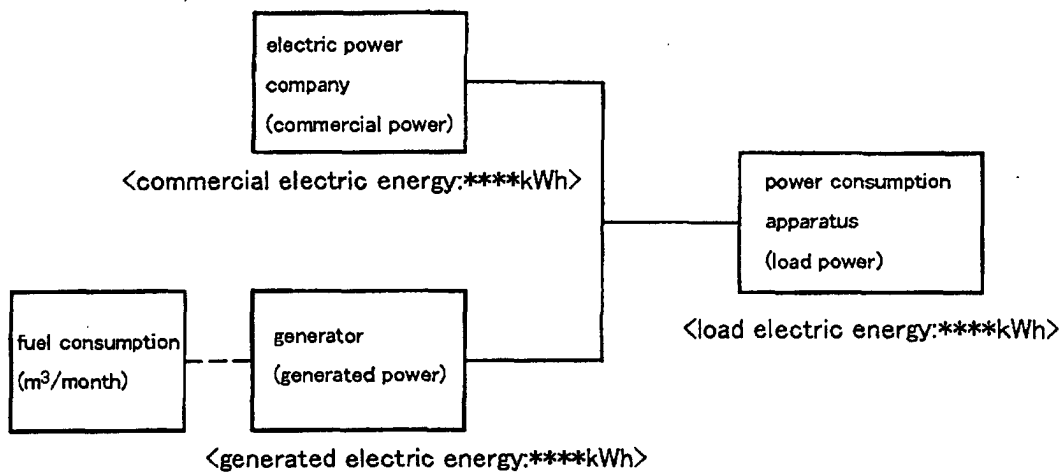 electric power
company
(commercial power)
<commercial electric energy:****kWh>
power consumption
apparatus
(load power)
<load electric energy:****kWh>
fuel consumption
(m³/month)
generator
(generated power)
<generated electric energy:****kWh>